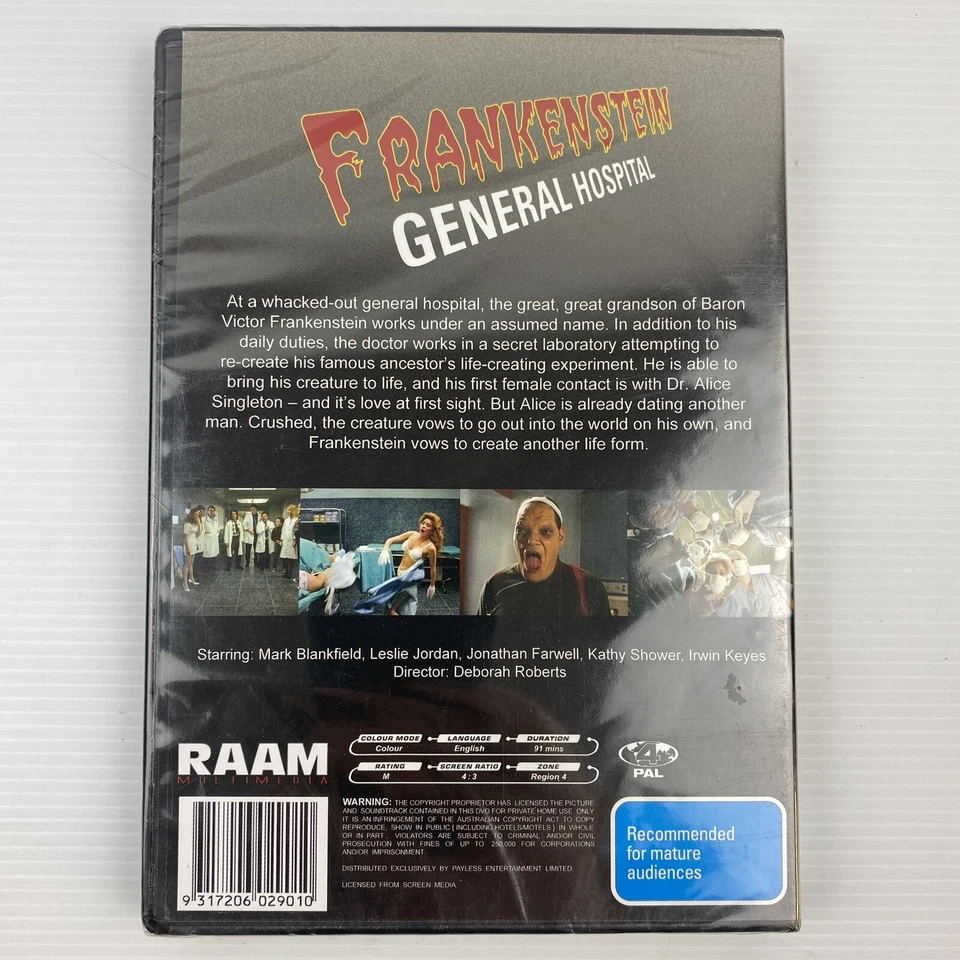 FRANKENSTEIN
GENERAL HOSPITAL
At a whacked-out general hospital, the great, great grandson of Baron
Victor Frankenstein works under an assumed name. In addition to his
daily duties, the doctor works in a secret laboratory attempting to
re-create his famous ancestor's life-creating experiment. He is able to
bring his creature to life, and his first female contact is with Dr. Alice
Singleton – and it's love at first sight. But Alice is already dating another
man. Crushed, the creature vows to go out into the world on his own, and
Frankenstein vows to create another life form.
Starring: Mark Blankfield, Leslie Jordan, Jonathan Farwell, Kathy Shower, Irwin Keyes
Director: Deborah Roberts
RAAM
MULTIMEDIA
COLOUR MODE LANGUAGE DURATION
Colour English 91 mins
RATING SCREEN RATIO ZONE
M 4:3 Region 4
4
PAL
WARNING: THE COPYRIGHT PROPRIETOR HAS LICENSED THE PICTURE
AND SOUNDTRACK CONTAINED IN THIS DVD FOR PRIVATE HOME USE ONLY
IT IS AN INFRINGEMENT OF THE AUSTRALIAN COPYRIGHT ACT TO COPY
REPRODUCE, SHOW IN PUBLIC (INCLUDING HOTELS/MOTELS) IN WHOLE
OR IN PART. VIOLATORS ARE SUBJECT TO CRIMINAL AND/OR CIVIL
PROSECUTION WITH FINES OF UP TO 250,000 FOR CORPORATIONS
AND/OR IMPRISONMENT.
DISTRIBUTED EXCLUSIVELY BY PAYLESS ENTERTAINMENT LIMITED.
LICENSED FROM SCREEN MEDIA
9 317206 029010
Recommended
for mature
audiences